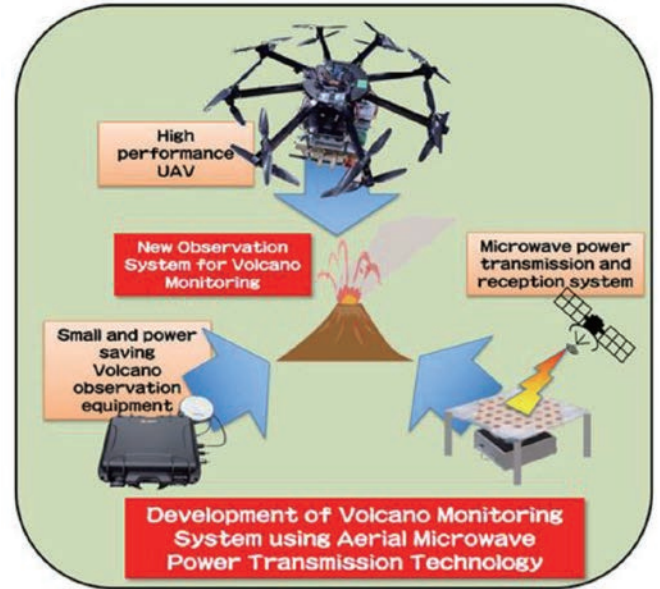 High
performance
UAV
New Observation
System for Volcano
Monitoring
Microwave power
transmission and
reception system
Small and power
saving
Volcano
observation
equipment
Development of Volcano Monitoring
System using Aerial Microwave
Power Transmission Technology